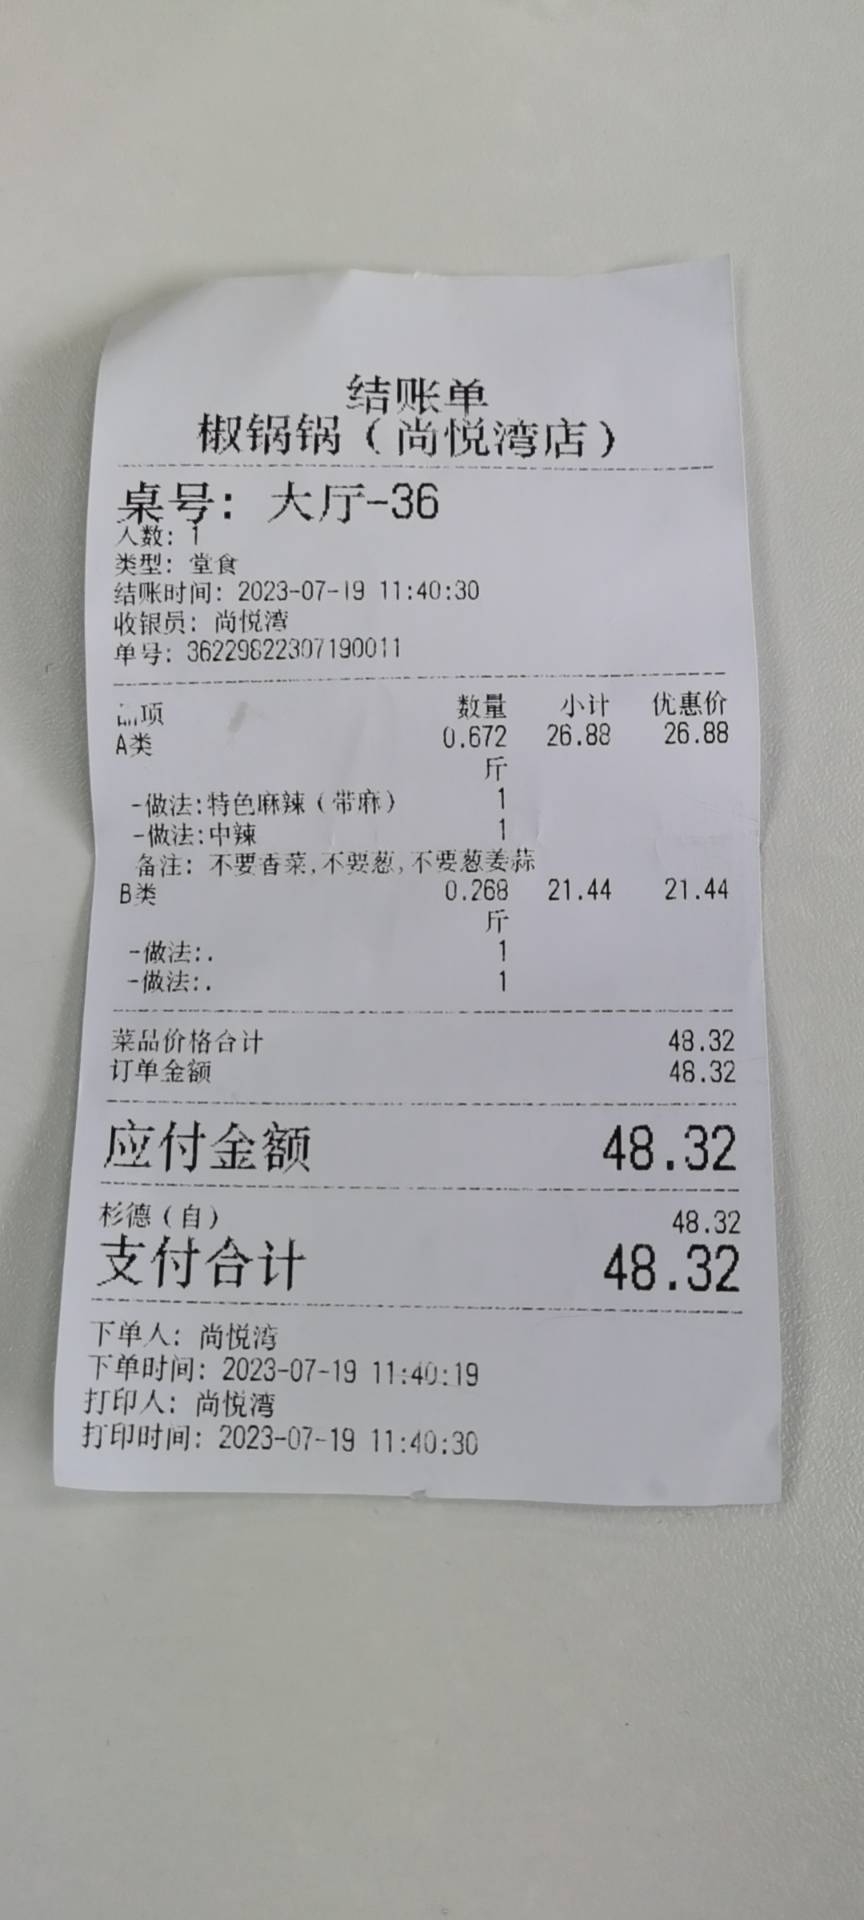 结账单
椒锅锅（尚悦湾店）
桌号: 大厅-36
人数: 1
类型: 堂食
结账时间: 2023-07-19 11:40:30
收银员: 尚悦湾
单号: 36229822307190011
品项 数量 小计 优惠价
A类 0.672 26.88 26.88
斤
-做法:特色麻辣（带麻） 1
-做法:中辣 1
备注: 不要香菜,不要葱,不要葱姜蒜
B类 0.268 21.44 21.44
斤
-做法:. 1
-做法:. 1
菜品价格合计 48.32
订单金额 48.32
应付金额 48.32
杉德（自） 48.32
支付合计 48.32
下单人: 尚悦湾
下单时间: 2023-07-19 11:40:19
打印人: 尚悦湾
打印时间: 2023-07-19 11:40:30